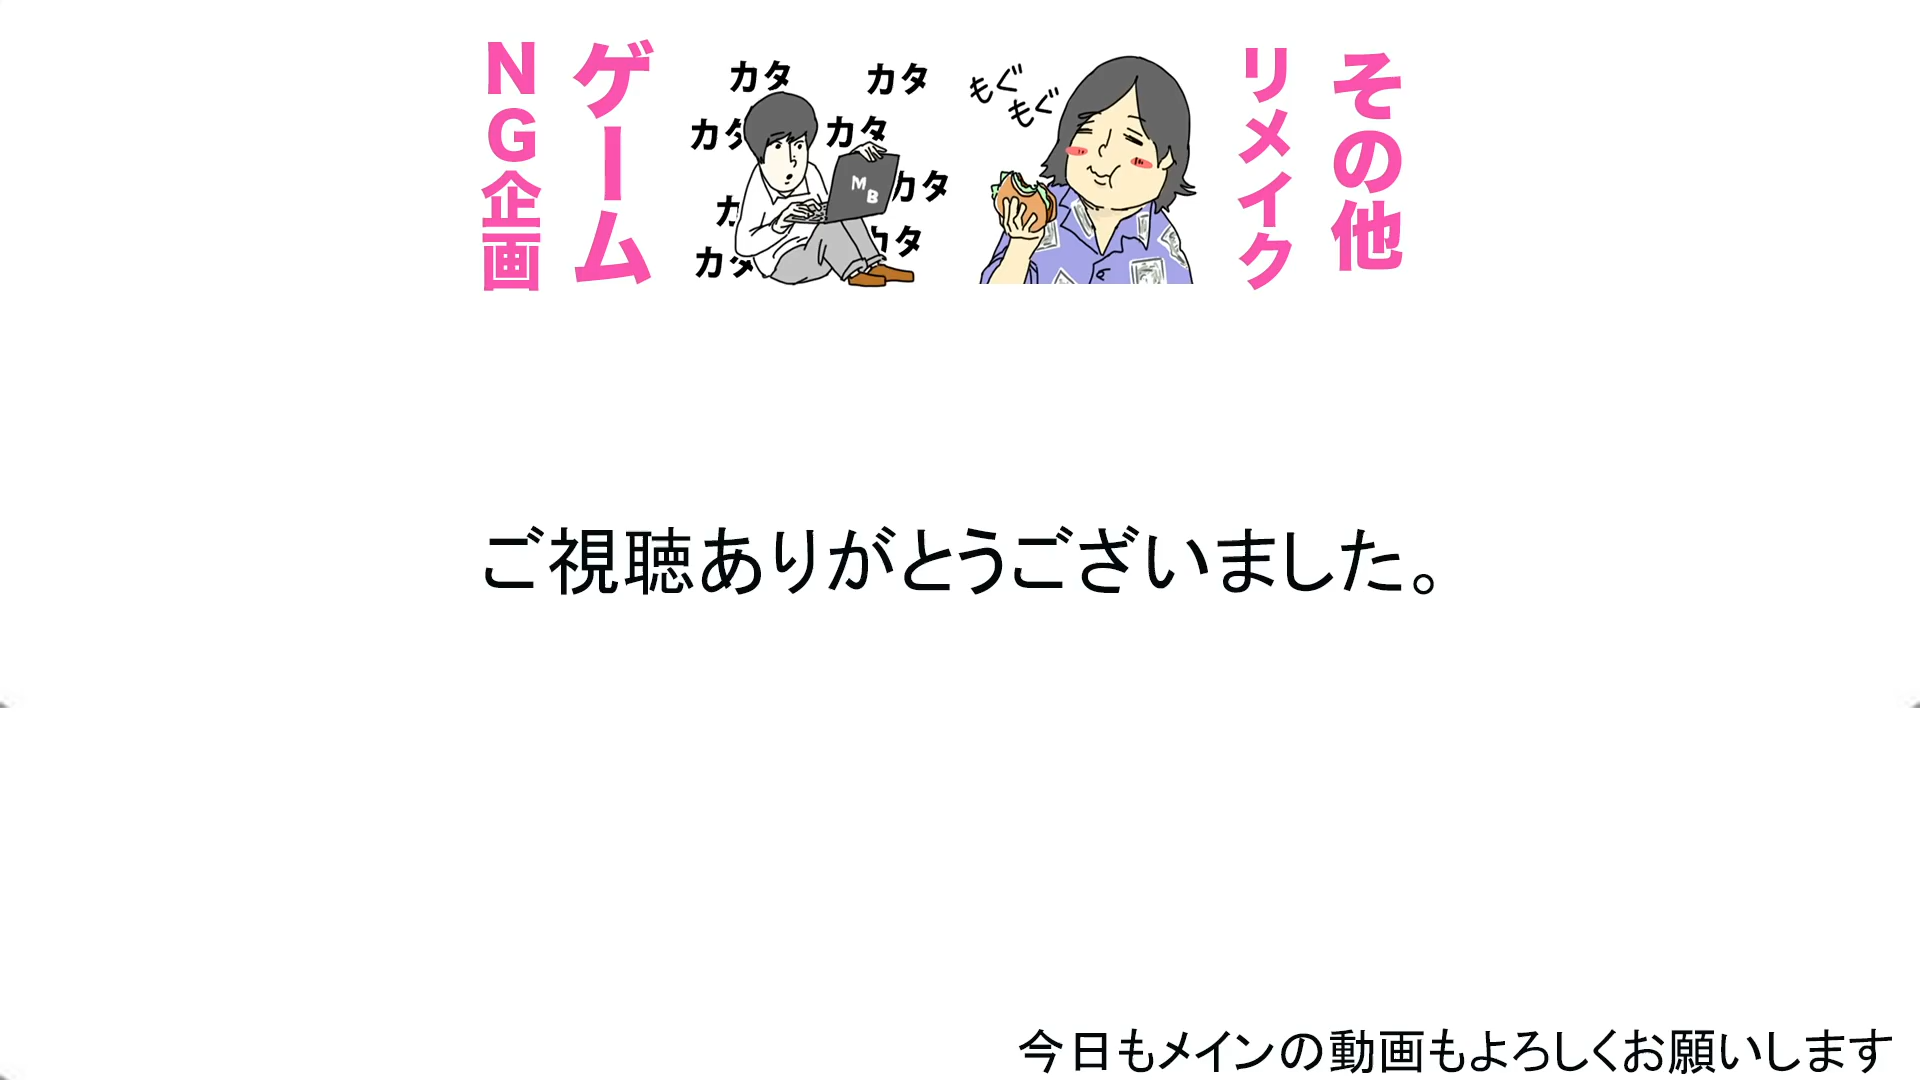 その他
リメイク
ゲーム
NG企画
カタ
カタ
カタ
カタ
カタ
カタ
カタ
もぐ
もぐ
M
B
ご視聴ありがとうございました。
今日もメインの動画もよろしくお願いします